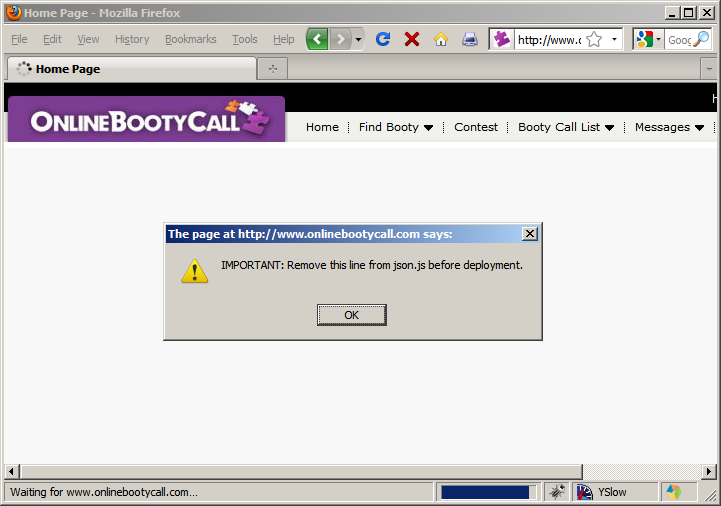 Home Page - Mozilla Firefox
File Edit View History Bookmarks Tools Help http://www.o Goog
Home Page
H
ONLINEBOOTYCALL
Home Find Booty Contest Booty Call List Messages
The page at http://www.onlinebootycall.com says:
IMPORTANT: Remove this line from json.js before deployment.
OK
Waiting for www.onlinebootycall.com... YSlow